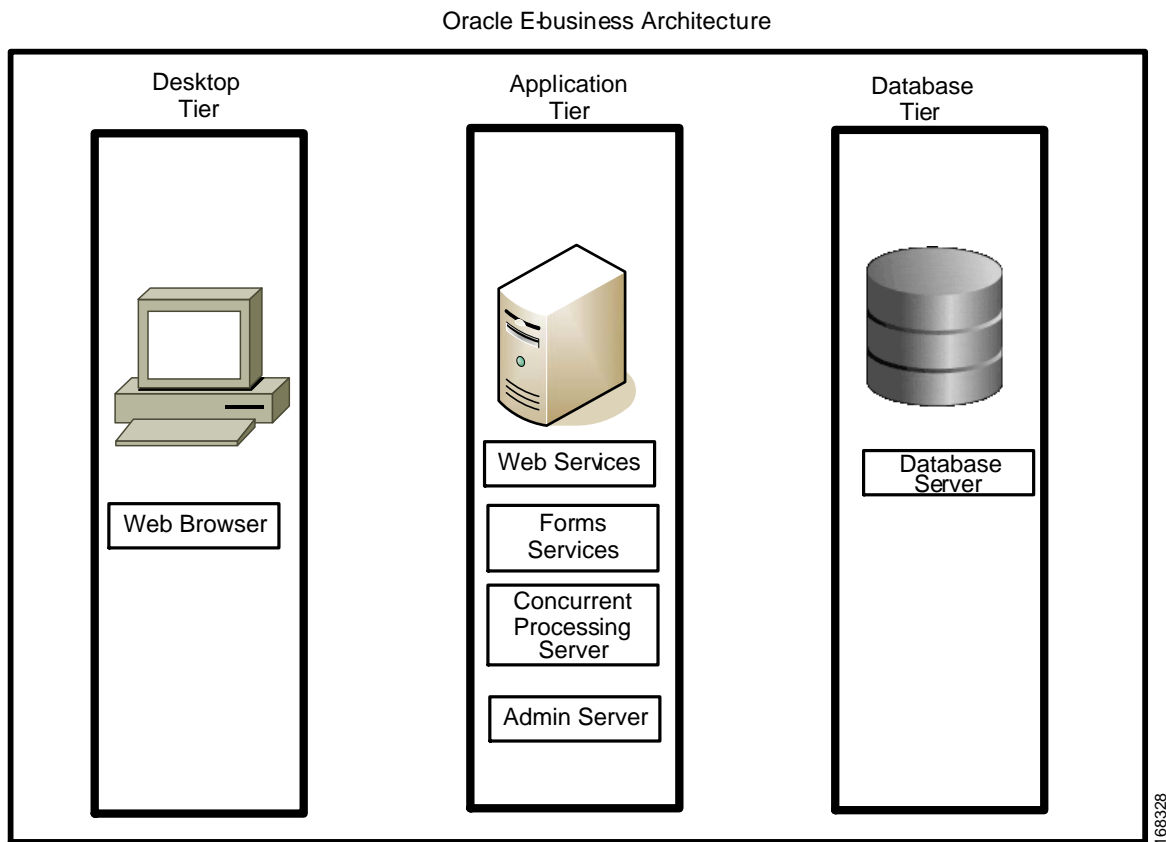 Oracle E-business Architecture
Desktop
Tier
Application
Tier
Database
Tier
Web Browser
Web Services
Forms
Services
Concurrent
Processing
Server
Admin Server
Database
Server
168328